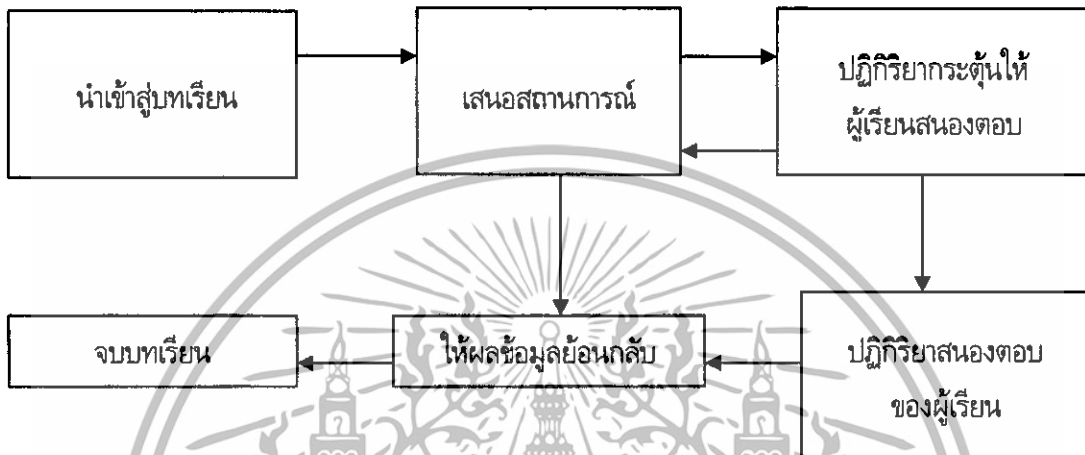 นำเข้าสู่บทเรียน
เสนอสถานการณ์
ปฏิกิริยากระตุ้นให้
ผู้เรียนสนองตอบ
จบบทเรียน
ให้ผลข้อมูลย้อนกลับ
ปฏิกิริยาสนองตอบ
ของผู้เรียน